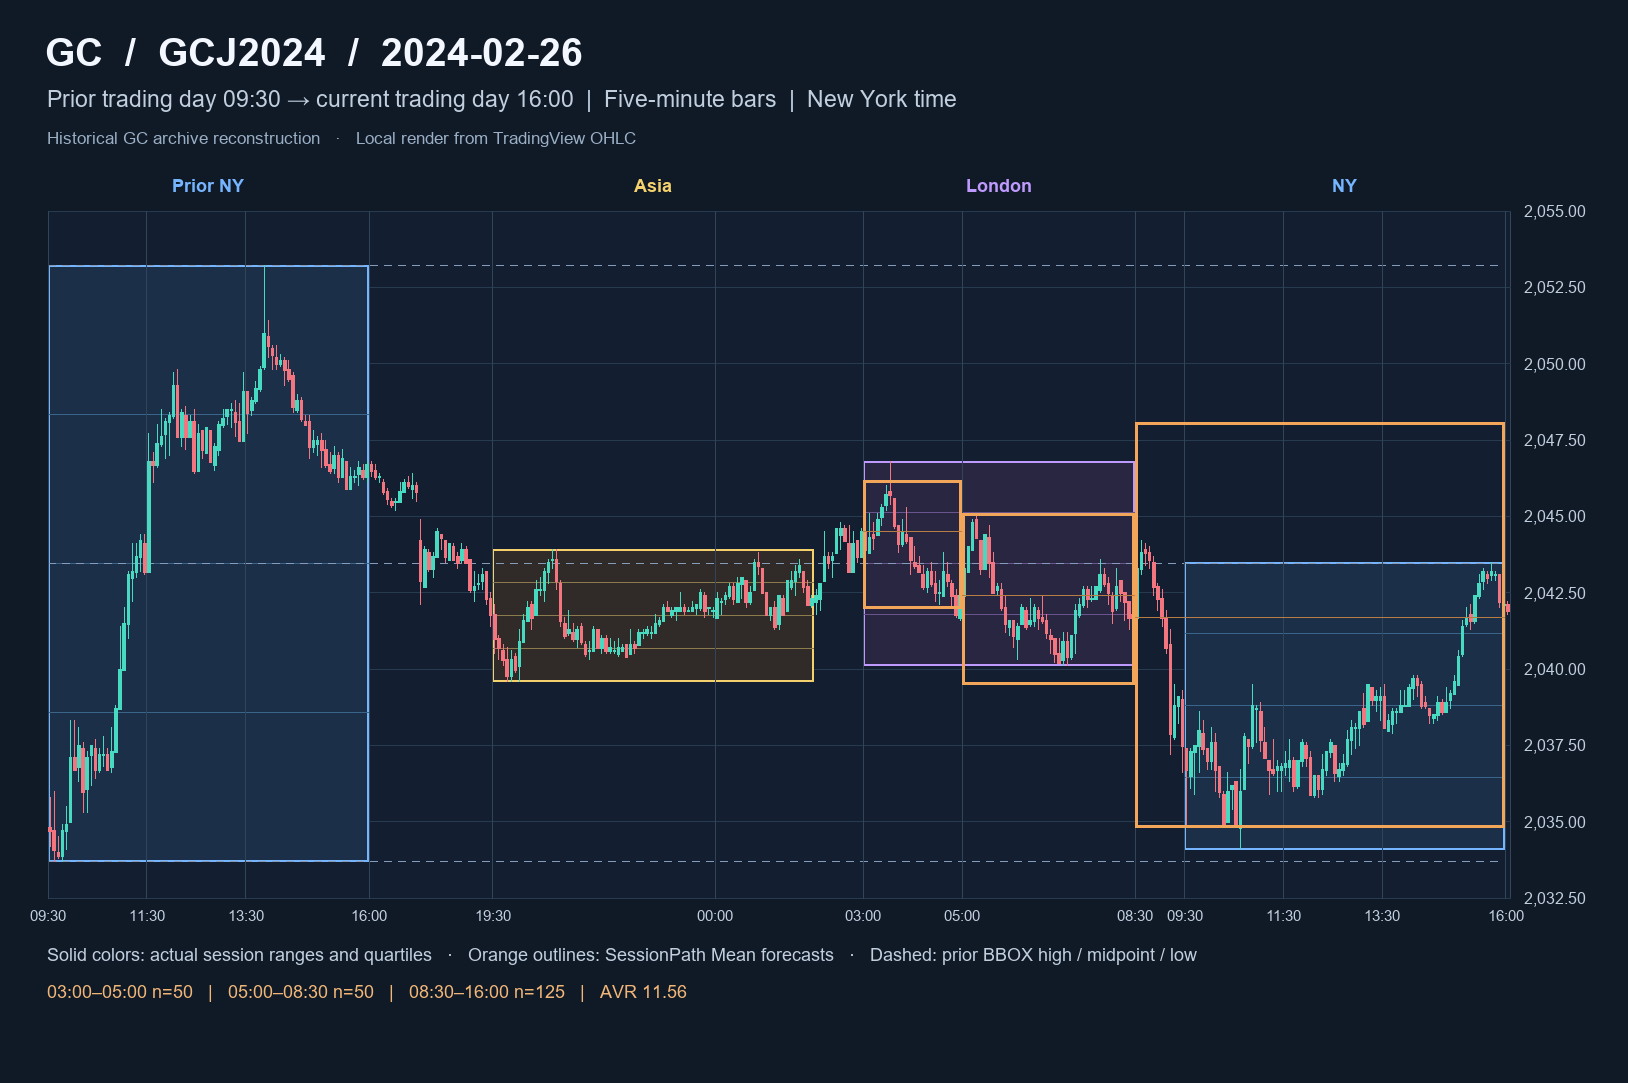 GC / GCJ2024 / 2024-02-26
Prior trading day 09:30 → current trading day 16:00 | Five-minute bars | New York time
Historical GC archive reconstruction · Local render from TradingView OHLC
Prior NY Asia London NY
2,055.00
2,052.50
2,050.00
2,047.50
2,045.00
2,042.50
2,040.00
2,037.50
2,035.00
2,032.50
09:30 11:30 13:30 16:00 19:30 00:00 03:00 05:00 08:30 09:30 11:30 13:30 16:00
Solid colors: actual session ranges and quartiles · Orange outlines: SessionPath Mean forecasts · Dashed: prior BBOX high / midpoint / low
03:00–05:00 n=50 | 05:00–08:30 n=50 | 08:30–16:00 n=125 | AVR 11.56